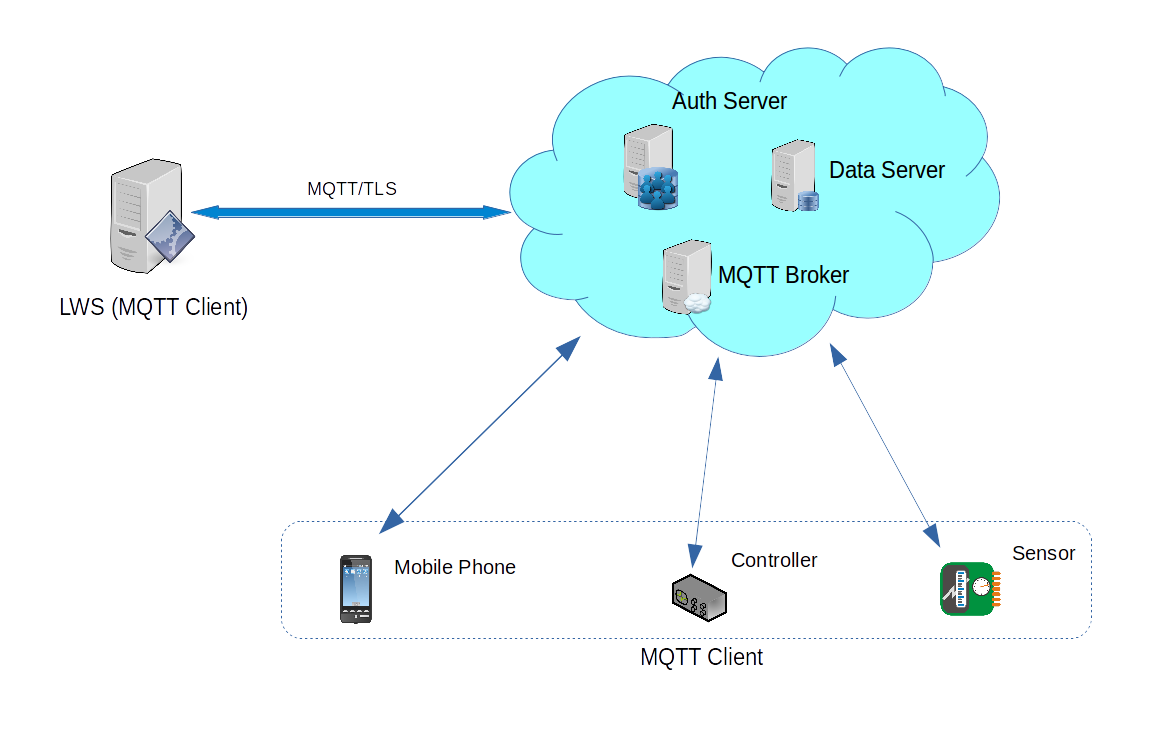 Auth Server
Data Server
MQTT/TLS
MQTT Broker
LWS (MQTT Client)
Mobile Phone
Controller
Sensor
MQTT Client